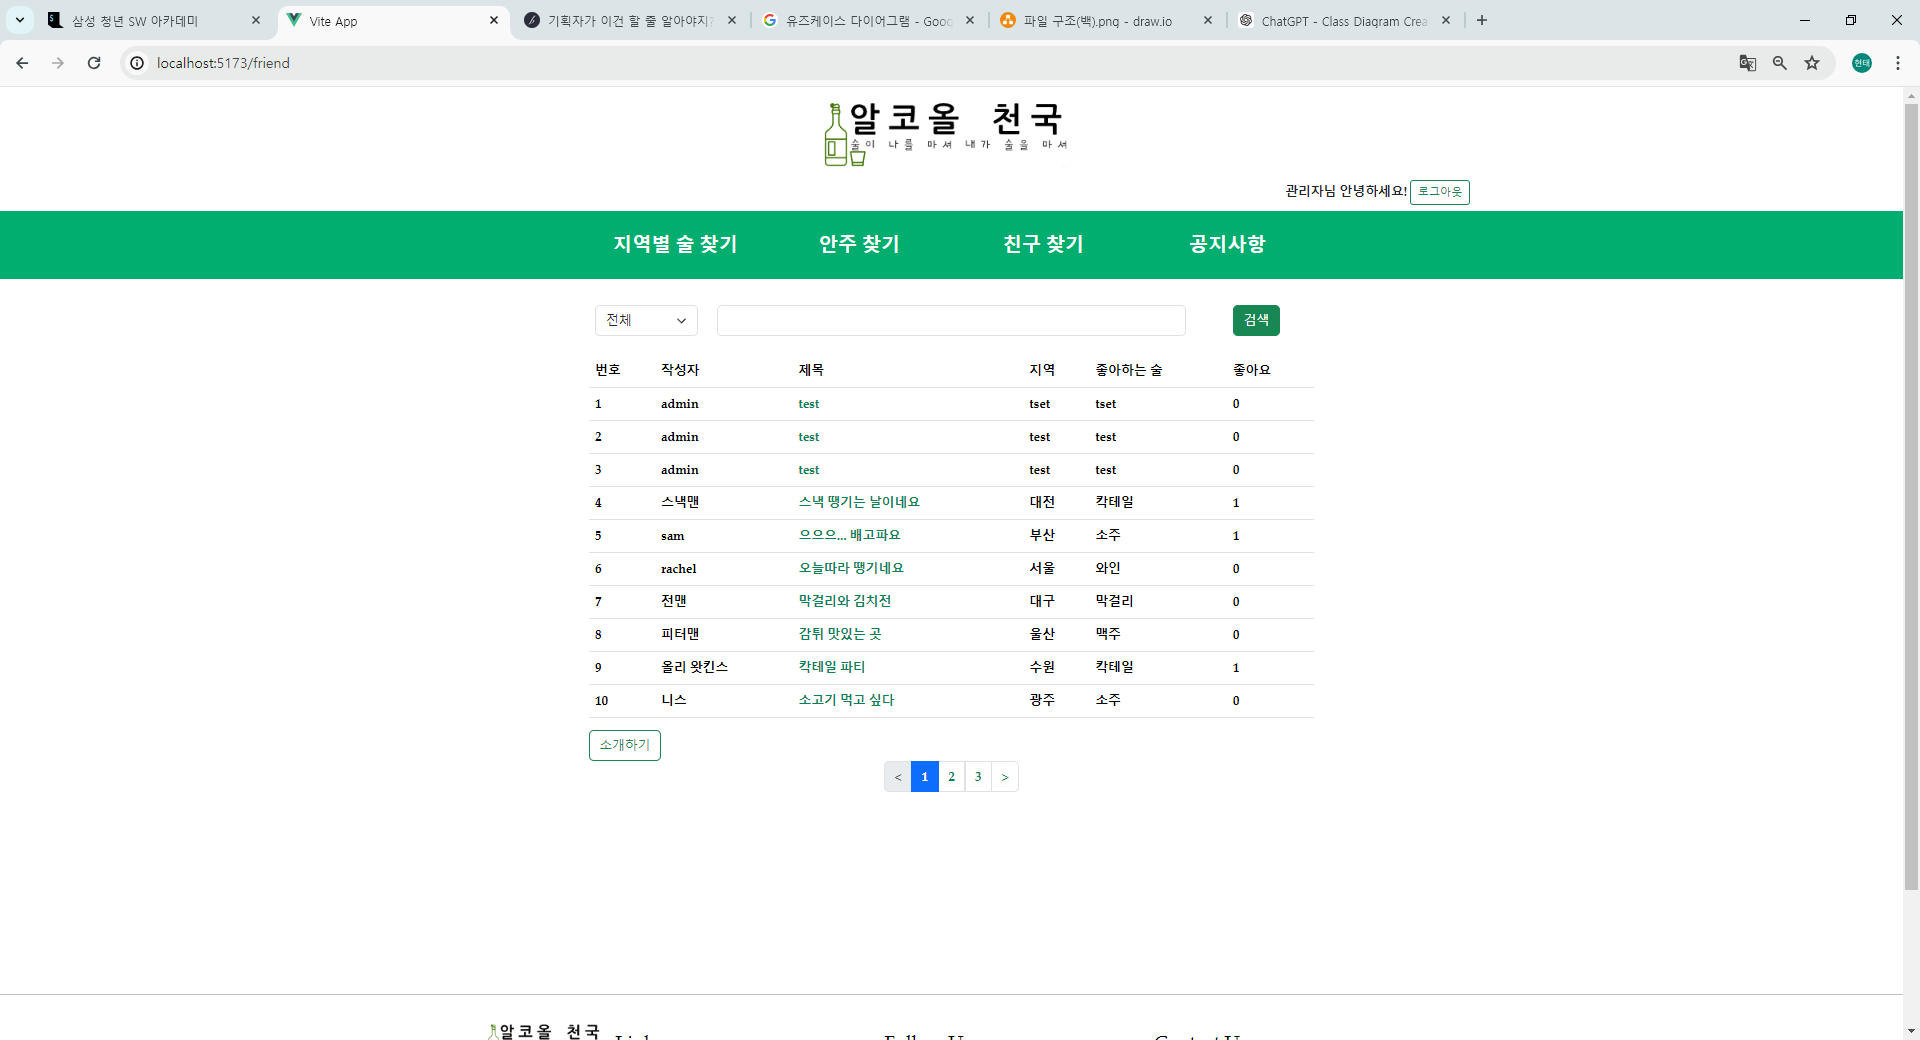 삼성 청년 SW 아카데미
Vite App
기획자가 이건 할 줄 알아야지?
유즈케이스 다이어그램 - Goog
파일 구조(백).png - draw.io
ChatGPT - Class Diagram Crea
localhost:5173/friend
현태
알코올 천국
술이 나를 마셔 내가 술을 마셔
관리자님 안녕하세요! 로그아웃
지역별 술 찾기 안주 찾기 친구 찾기 공지사항
전체 검색
번호 작성자 제목 지역 좋아하는 술 좋아요
1 admin test tset tset 0
2 admin test test test 0
3 admin test test test 0
4 스낵맨 스낵 땡기는 날이네요 대전 칵테일 1
5 sam 으으으... 배고파요 부산 소주 1
6 rachel 오늘따라 땡기네요 서울 와인 0
7 전맨 막걸리와 김치전 대구 막걸리 0
8 피터맨 감튀 맛있는 곳 울산 맥주 0
9 올리 왓킨스 칵테일 파티 수원 칵테일 1
10 니스 소고기 먹고 싶다 광주 소주 0
소개하기
< 1 2 3 >
알코올 천국